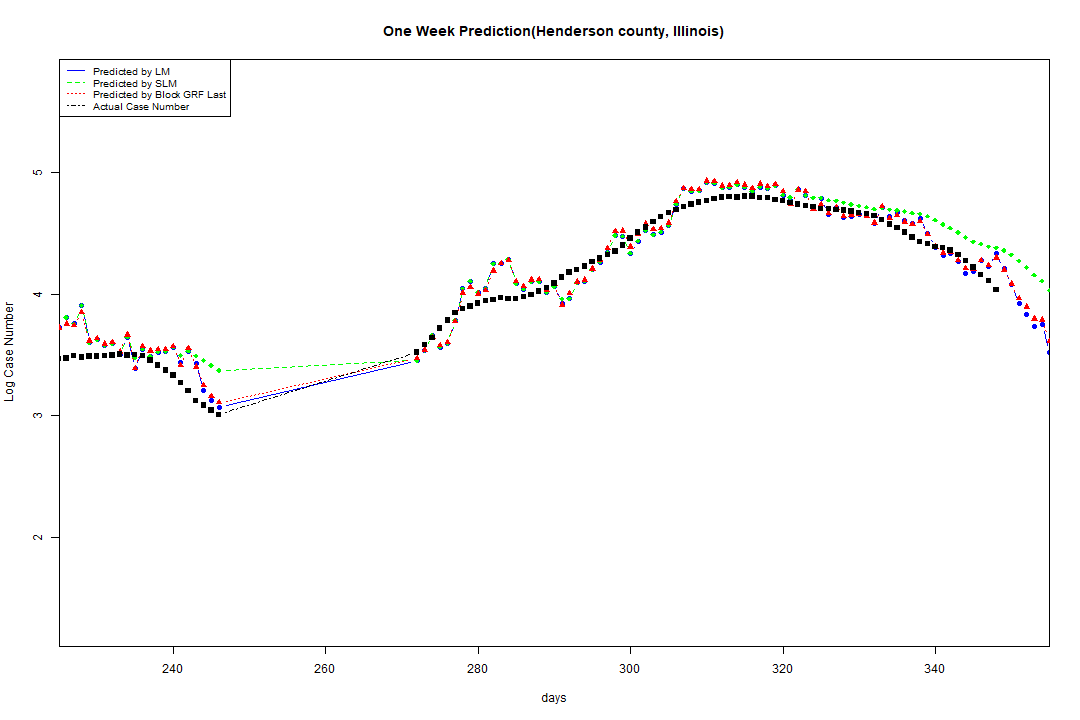 One Week Prediction(Henderson county, Illinois)
Predicted by LM
Predicted by SLM
Predicted by Block GRF Last
Actual Case Number
5
4
3
2
Log Case Number
240 260 280 300 320 340
days